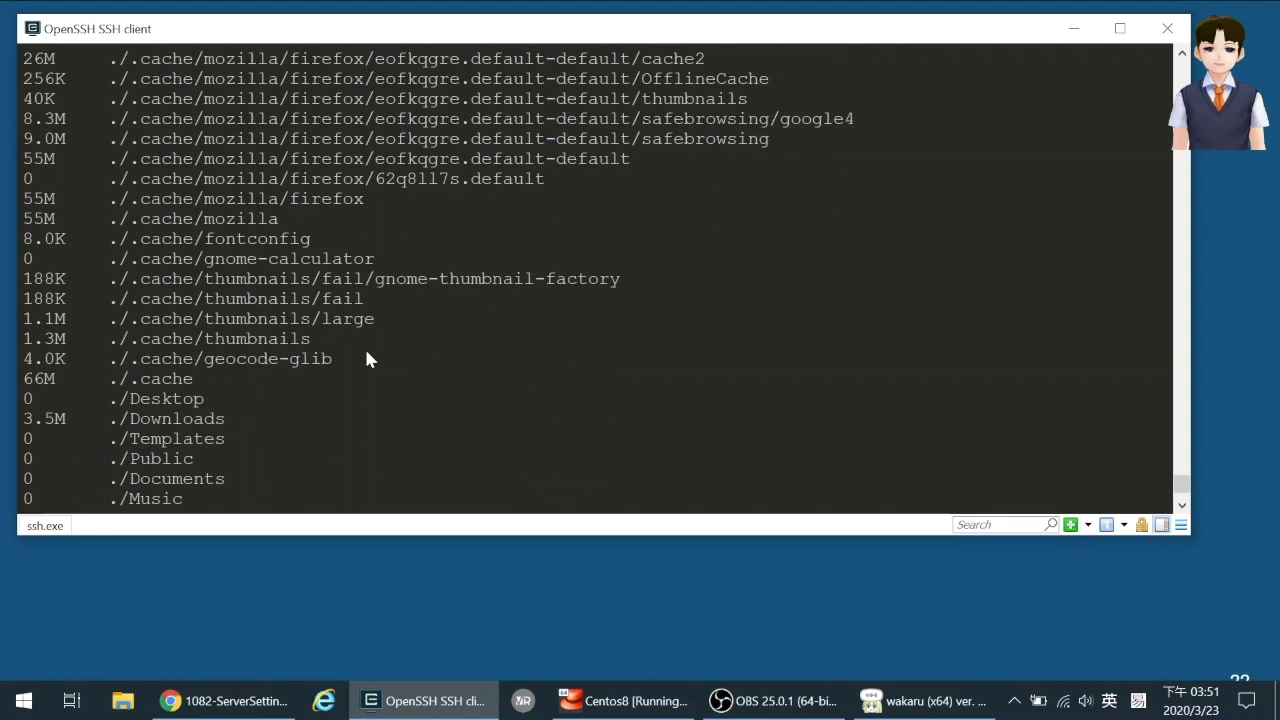 OpenSSH SSH client
26M ./.cache/mozilla/firefox/eofkqgre.default-default/cache2
256K ./.cache/mozilla/firefox/eofkqgre.default-default/OfflineCache
40K ./.cache/mozilla/firefox/eofkqgre.default-default/thumbnails
8.3M ./.cache/mozilla/firefox/eofkqgre.default-default/safebrowsing/google4
9.0M ./.cache/mozilla/firefox/eofkqgre.default-default/safebrowsing
55M ./.cache/mozilla/firefox/eofkqgre.default-default
0 ./.cache/mozilla/firefox/62q8ll7s.default
55M ./.cache/mozilla/firefox
55M ./.cache/mozilla
8.0K ./.cache/fontconfig
0 ./.cache/gnome-calculator
188K ./.cache/thumbnails/fail/gnome-thumbnail-factory
188K ./.cache/thumbnails/fail
1.1M ./.cache/thumbnails/large
1.3M ./.cache/thumbnails
4.0K ./.cache/geocode-glib
66M ./.cache
0 ./Desktop
3.5M ./Downloads
0 ./Templates
0 ./Public
0 ./Documents
0 ./Music
ssh.exe
Search
1082-ServerSettin...
OpenSSH SSH cli...
Centos8 [Running...
OBS 25.0.1 (64-bi...
wakaru (x64) ver. ...
英
下午 03:51
2020/3/23